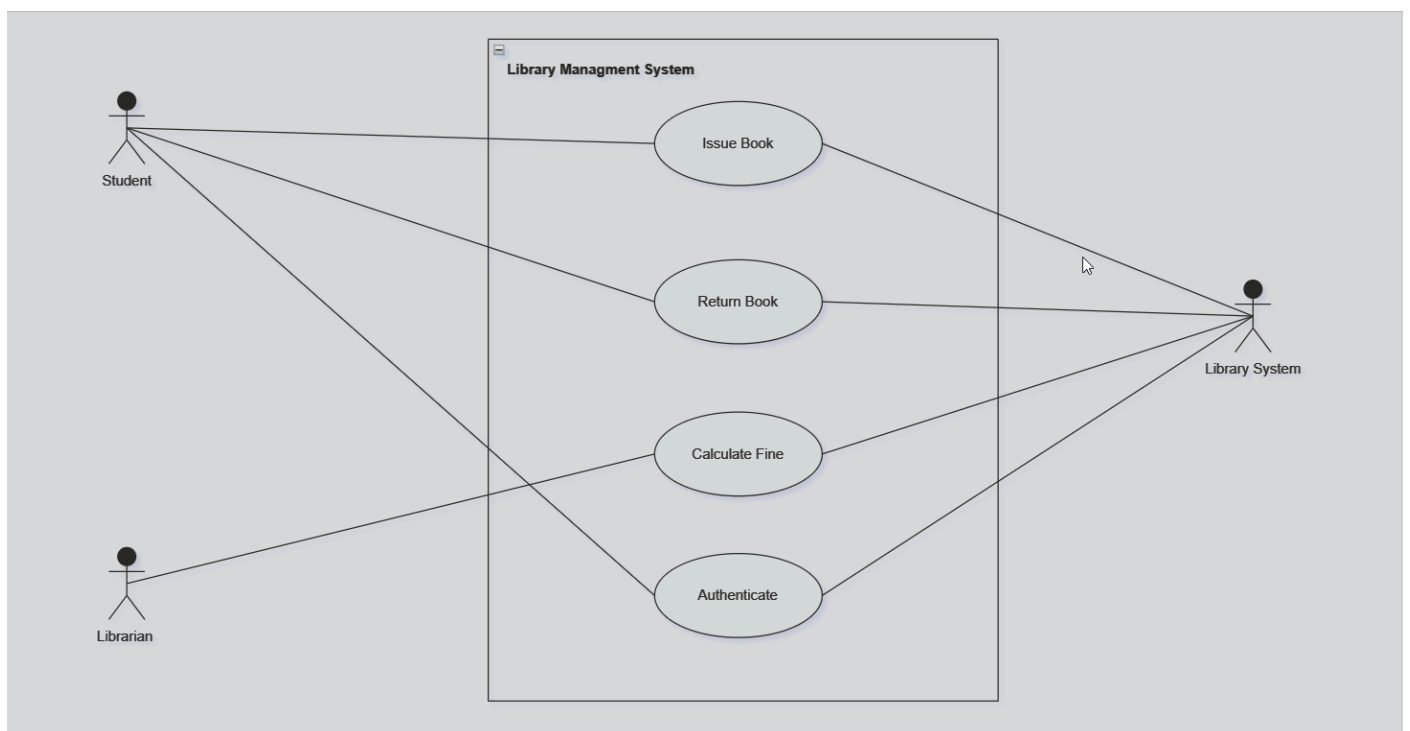 Library Managment System
Issue Book
Student
Return Book
Library System
Calculate Fine
Authenticate
Librarian